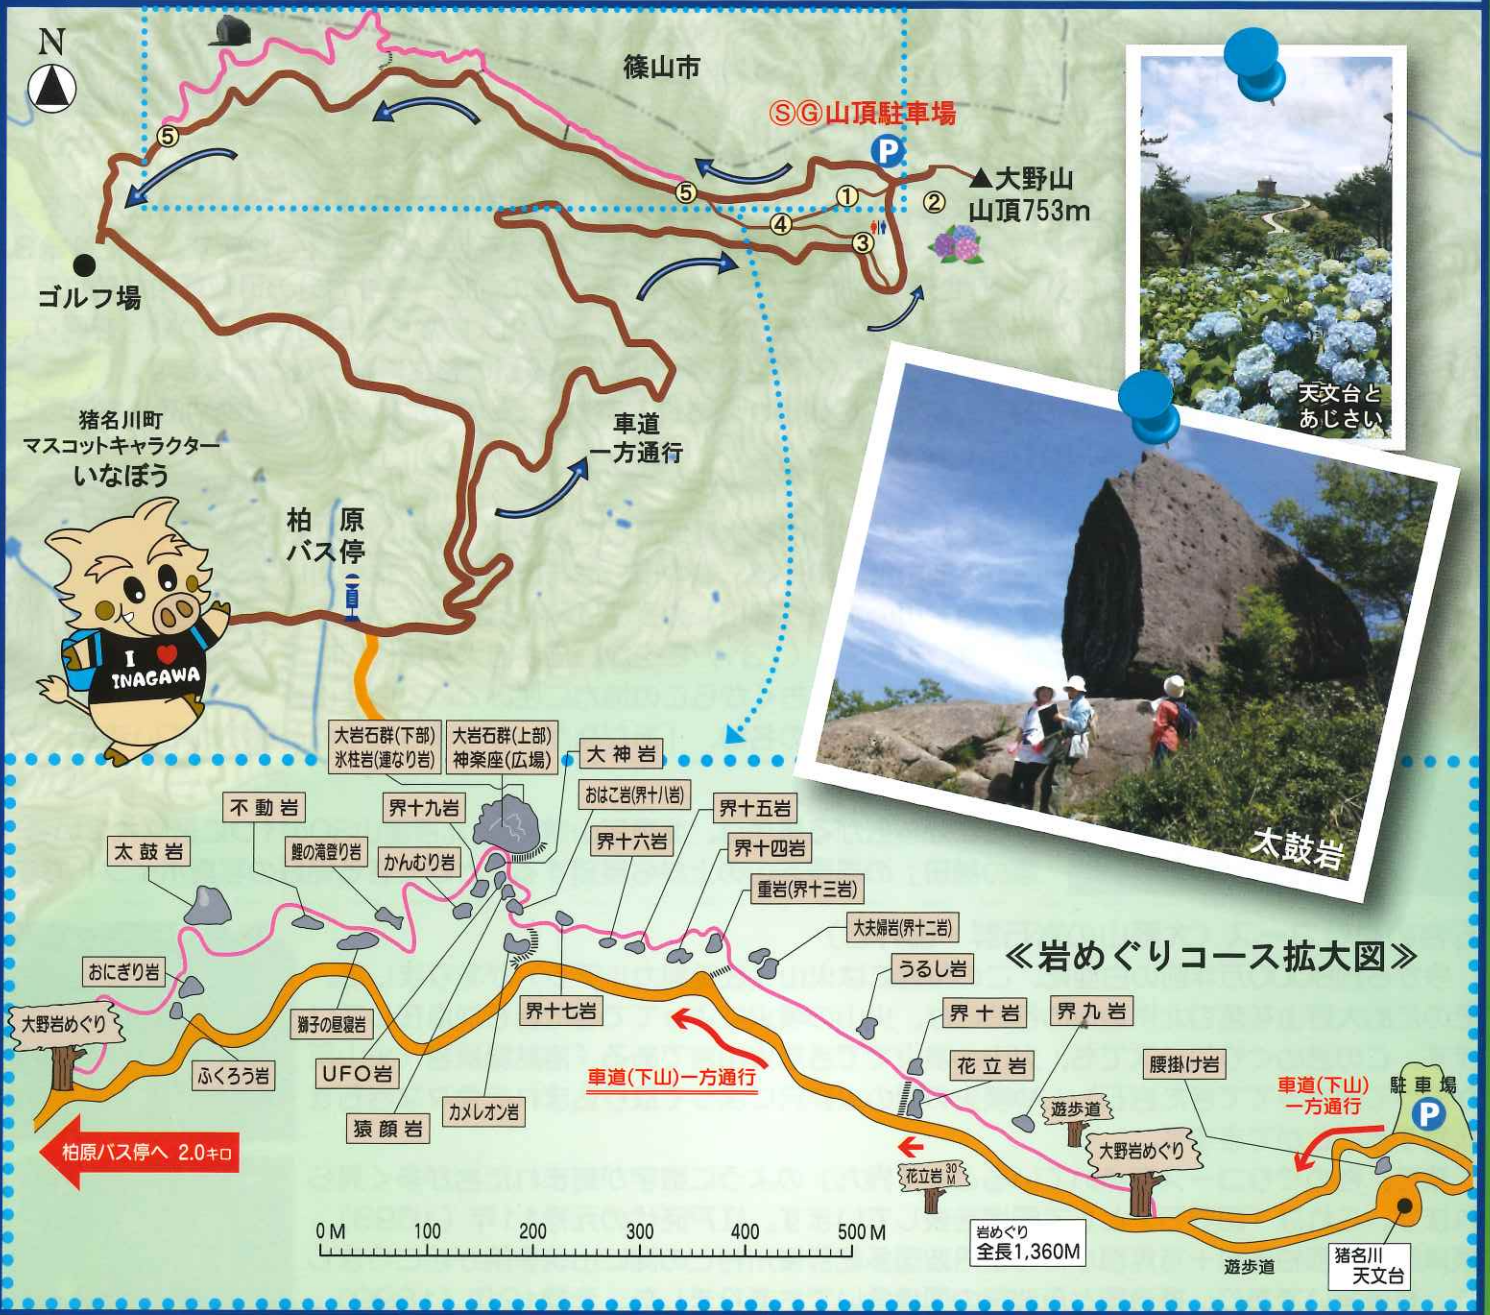 N
篠山市
ⓈⒼ山頂駐車場
P
⑤
⑤
①
②
④
③
▲大野山
山頂753m
ゴルフ場
車道
一方通行
猪名川町
マスコットキャラクター
いなぼう
I ♥
INAGAWA
柏原
バス停
天文台と
あじさい
太鼓岩
≪岩めぐりコース拡大図≫
大岩石群(下部)
氷柱岩(連なり岩)
大岩石群(上部)
神楽座(広場)
大神岩
不動岩
界十九岩
おはこ岩(界十八岩)
界十五岩
太鼓岩
鯉の滝登り岩
かんむり岩
界十六岩
界十四岩
重岩(界十三岩)
大夫婦岩(界十二岩)
うるし岩
おにぎり岩
大野岩めぐり
獅子の昼寝岩
界十七岩
界十岩
界九岩
ふくろう岩
UFO岩
猿顔岩
カメレオン岩
車道(下山)一方通行
花立岩
腰掛け岩
車道(下山)
一方通行
駐車場
P
遊歩道
大野岩めぐり
花立岩30M
柏原バス停へ 2.0キロ
0M 100 200 300 400 500M
岩めぐり
全長1,360M
遊歩道
猪名川
天文台